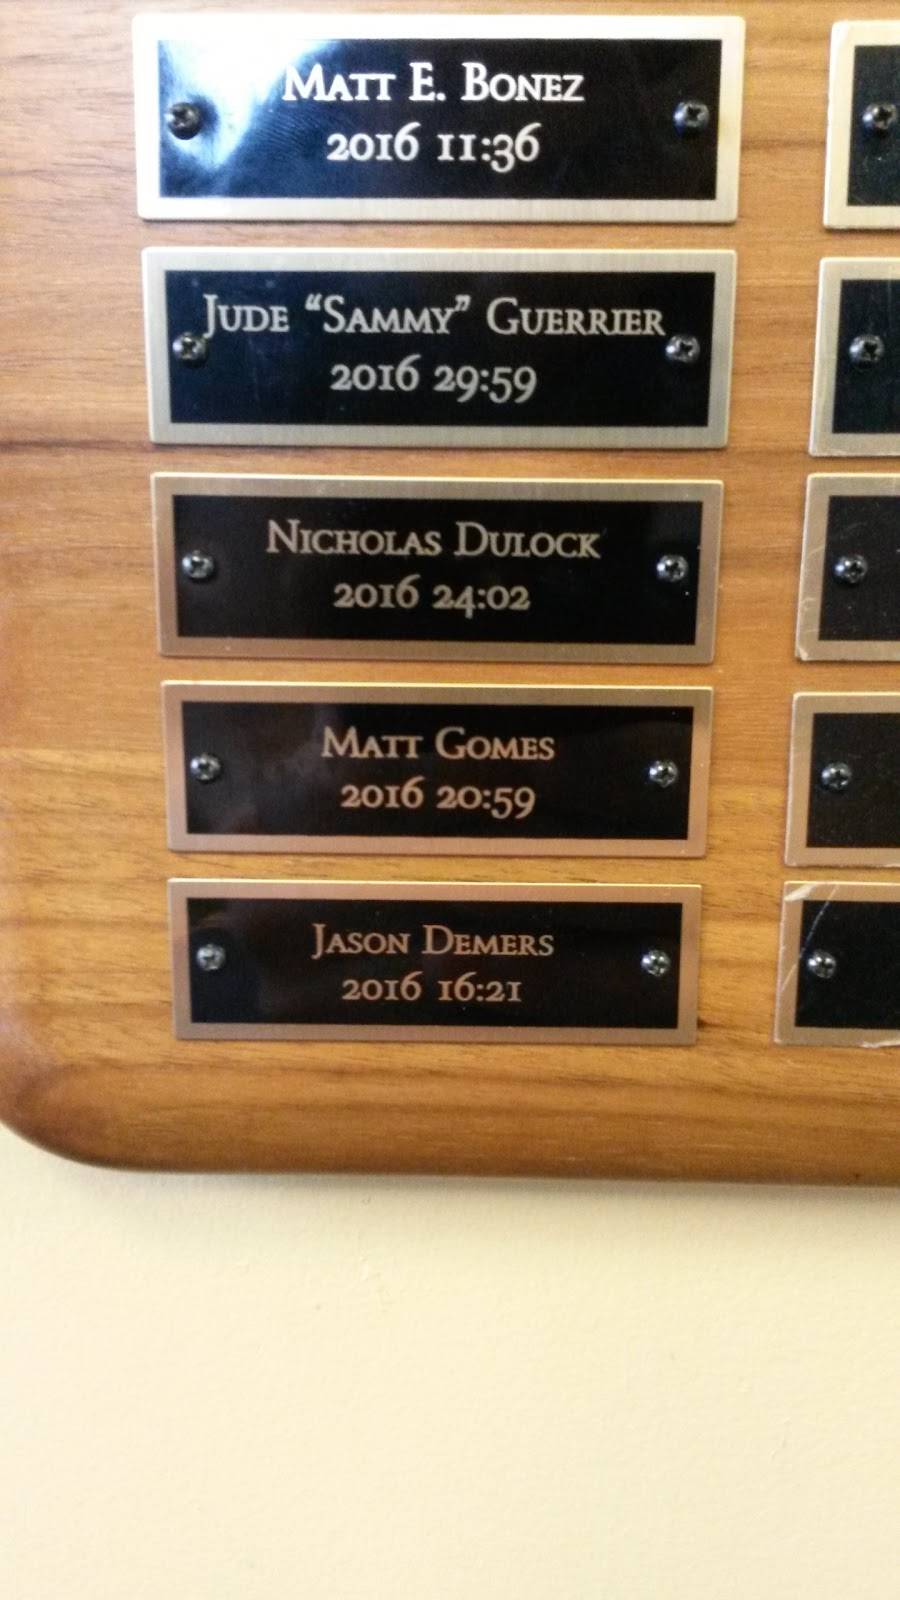 Matt E. Bonez
2016 11:36
Jude “Sammy” Guerrier
2016 29:59
Nicholas Dulock
2016 24:02
Matt Gomes
2016 20:59
Jason Demers
2016 16:21